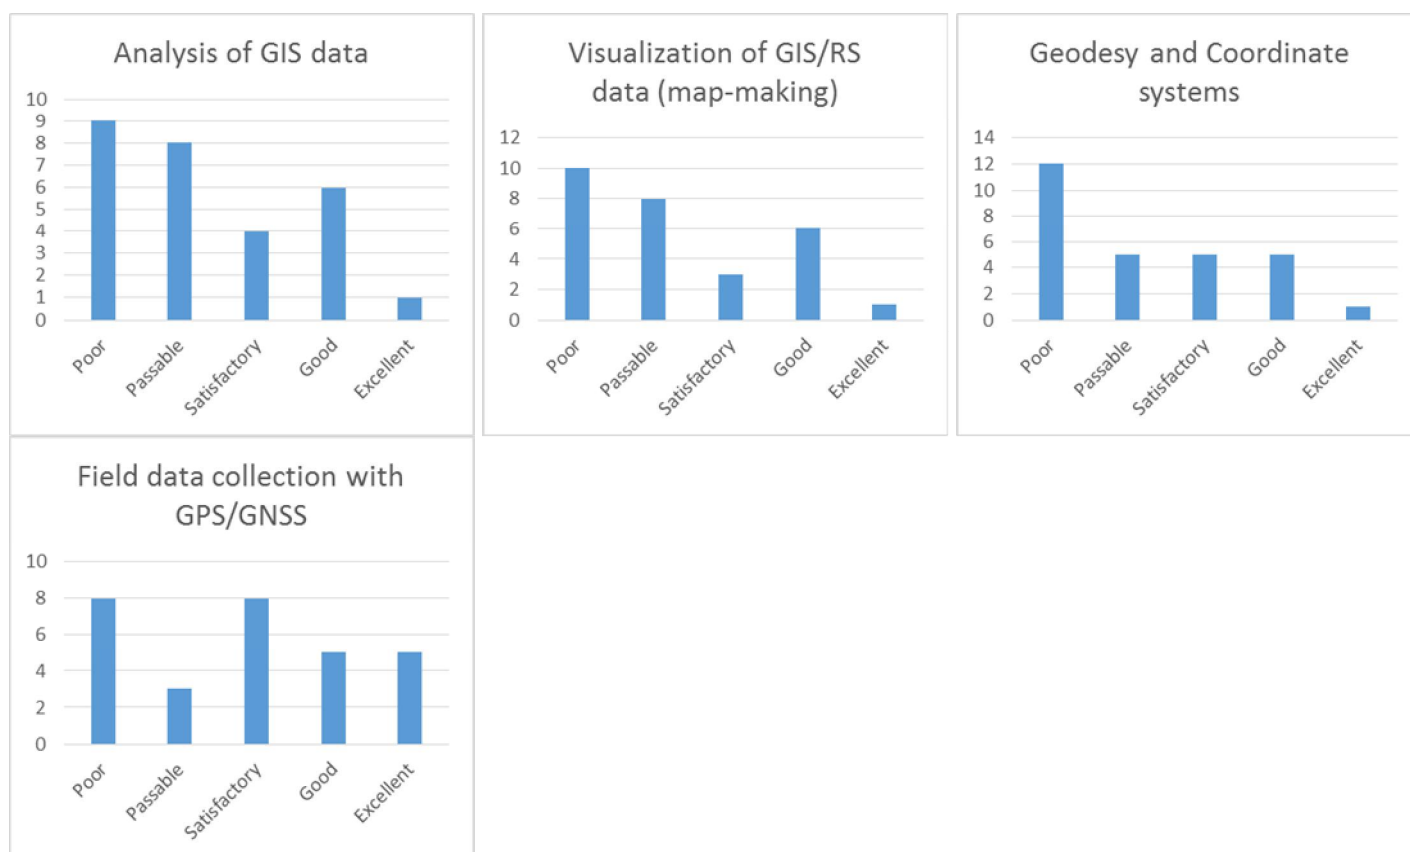 Analysis of GIS data
10
9
8
7
6
5
4
3
2
1
0
Poor
Passable
Satisfactory
Good
Excellent
Visualization of GIS/RS
data (map-making)
12
10
8
6
4
2
0
Poor
Passable
Satisfactory
Good
Excellent
Geodesy and Coordinate
systems
14
12
10
8
6
4
2
0
Poor
Passable
Satisfactory
Good
Excellent
Field data collection with
GPS/GNSS
10
8
6
4
2
0
Poor
Passable
Satisfactory
Good
Excellent